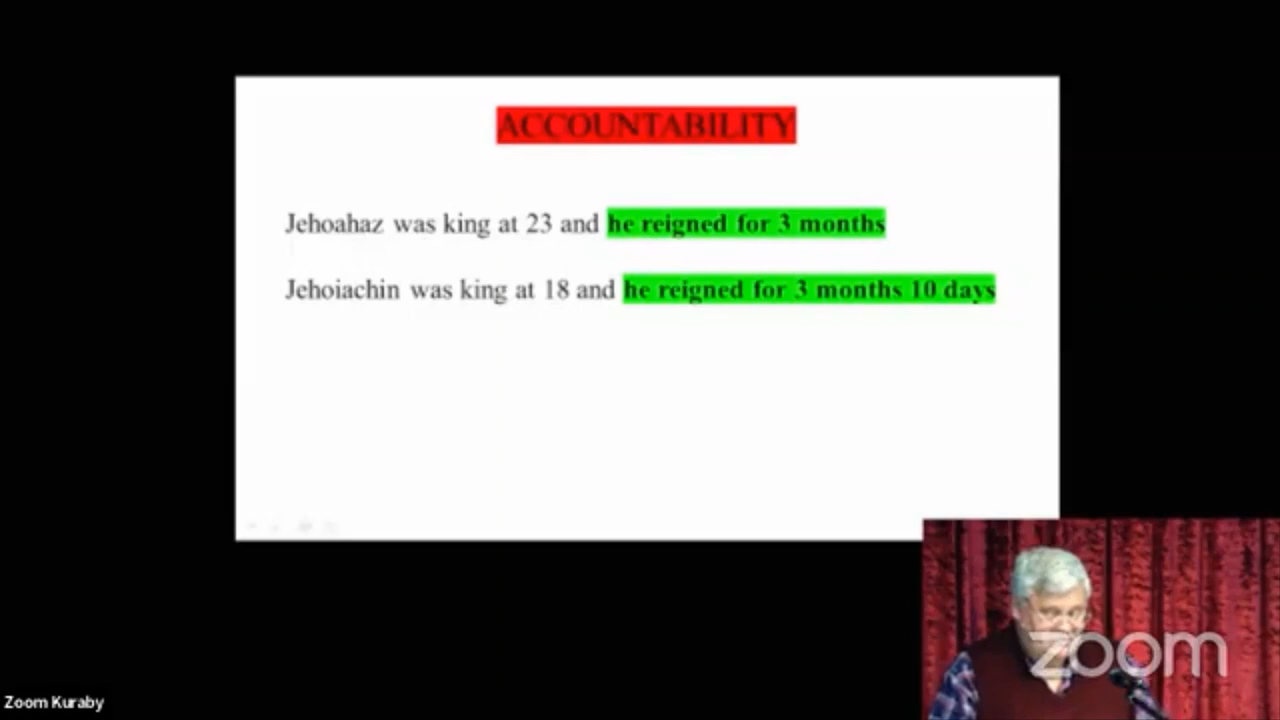 ACCOUNTABILITY
Jehoahaz was king at 23 and he reigned for 3 months
Jehoiachin was king at 18 and he reigned for 3 months 10 days
zoom
Zoom Kuraby